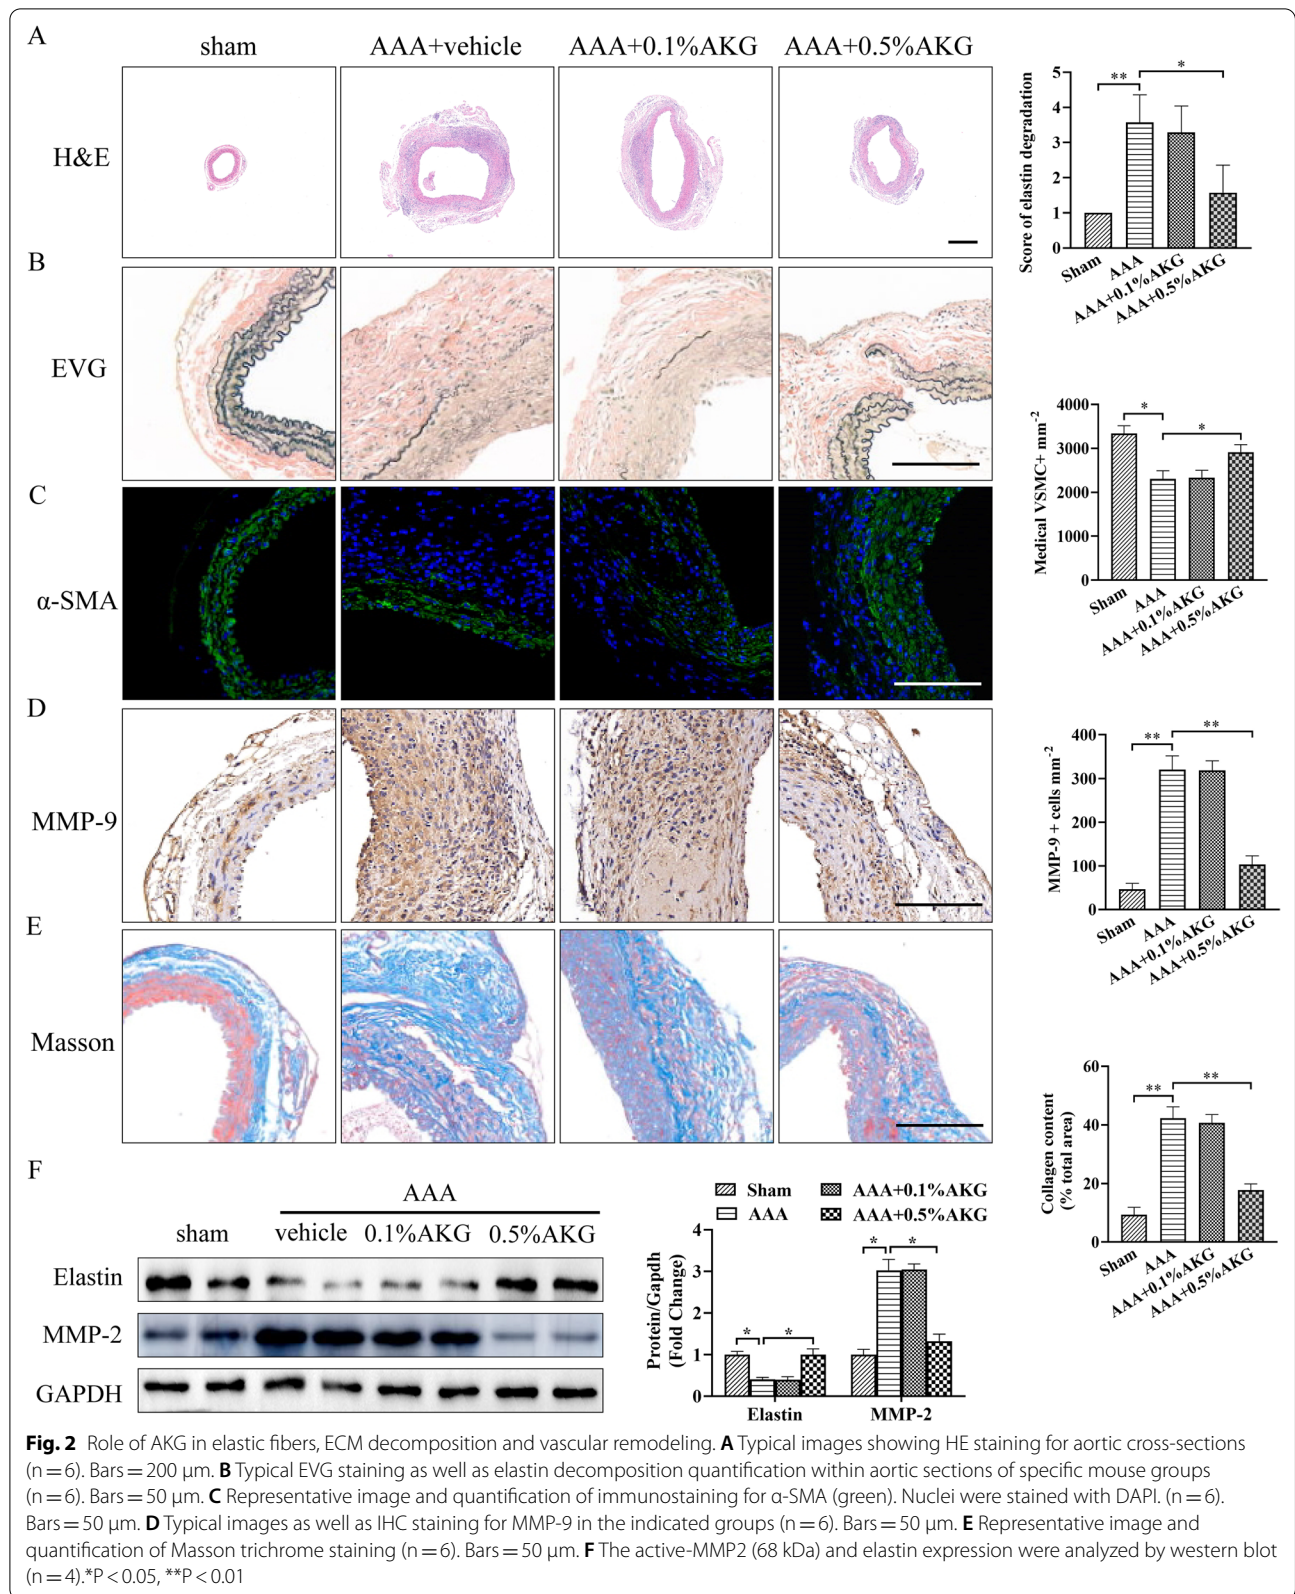 A
sham
AAA+vehicle
AAA+0.1%AKG
AAA+0.5%AKG
H&E
Score of elastin degradation
5
4
3
2
1
0
**
*
Sham
AAA
AAA+0.1%AKG
AAA+0.5%AKG
B
EVG
Medical VSMC+ mm-2
4000
3000
2000
1000
0
*
*
Sham
AAA
AAA+0.1%AKG
AAA+0.5%AKG
C
α-SMA
D
MMP-9
MMP-9 + cells mm-2
400
300
200
100
0
**
**
Sham
AAA
AAA+0.1%AKG
AAA+0.5%AKG
E
Masson
Collagen content
(% total area)
60
40
20
0
**
**
Sham
AAA
AAA+0.1%AKG
AAA+0.5%AKG
F
AAA
sham
vehicle
0.1%AKG
0.5%AKG
Elastin
MMP-2
GAPDH
Sham
AAA+0.1%AKG
AAA
AAA+0.5%AKG
Protein/Gapdh
(Fold Change)
4
3
2
1
0
*
*
*
*
Elastin
MMP-2
Fig. 2 Role of AKG in elastic fibers, ECM decomposition and vascular remodeling. A Typical images showing HE staining for aortic cross-sections
(n = 6). Bars = 200 μm. B Typical EVG staining as well as elastin decomposition quantification within aortic sections of specific mouse groups
(n = 6). Bars = 50 μm. C Representative image and quantification of immunostaining for α-SMA (green). Nuclei were stained with DAPI. (n = 6).
Bars = 50 μm. D Typical images as well as IHC staining for MMP-9 in the indicated groups (n = 6). Bars = 50 μm. E Representative image and
quantification of Masson trichrome staining (n = 6). Bars = 50 μm. F The active-MMP2 (68 kDa) and elastin expression were analyzed by western blot
(n = 4).*P < 0.05, **P < 0.01